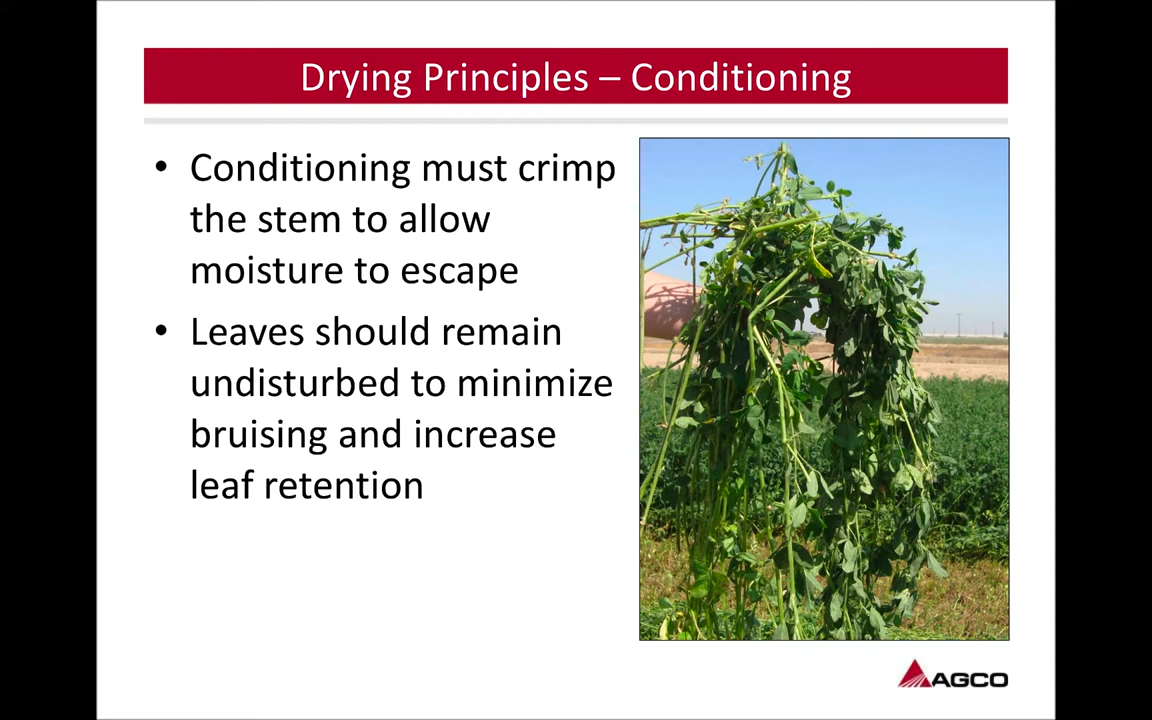 Drying Principles – Conditioning
• Conditioning must crimp
the stem to allow
moisture to escape
• Leaves should remain
undisturbed to minimize
bruising and increase
leaf retention
AGCO